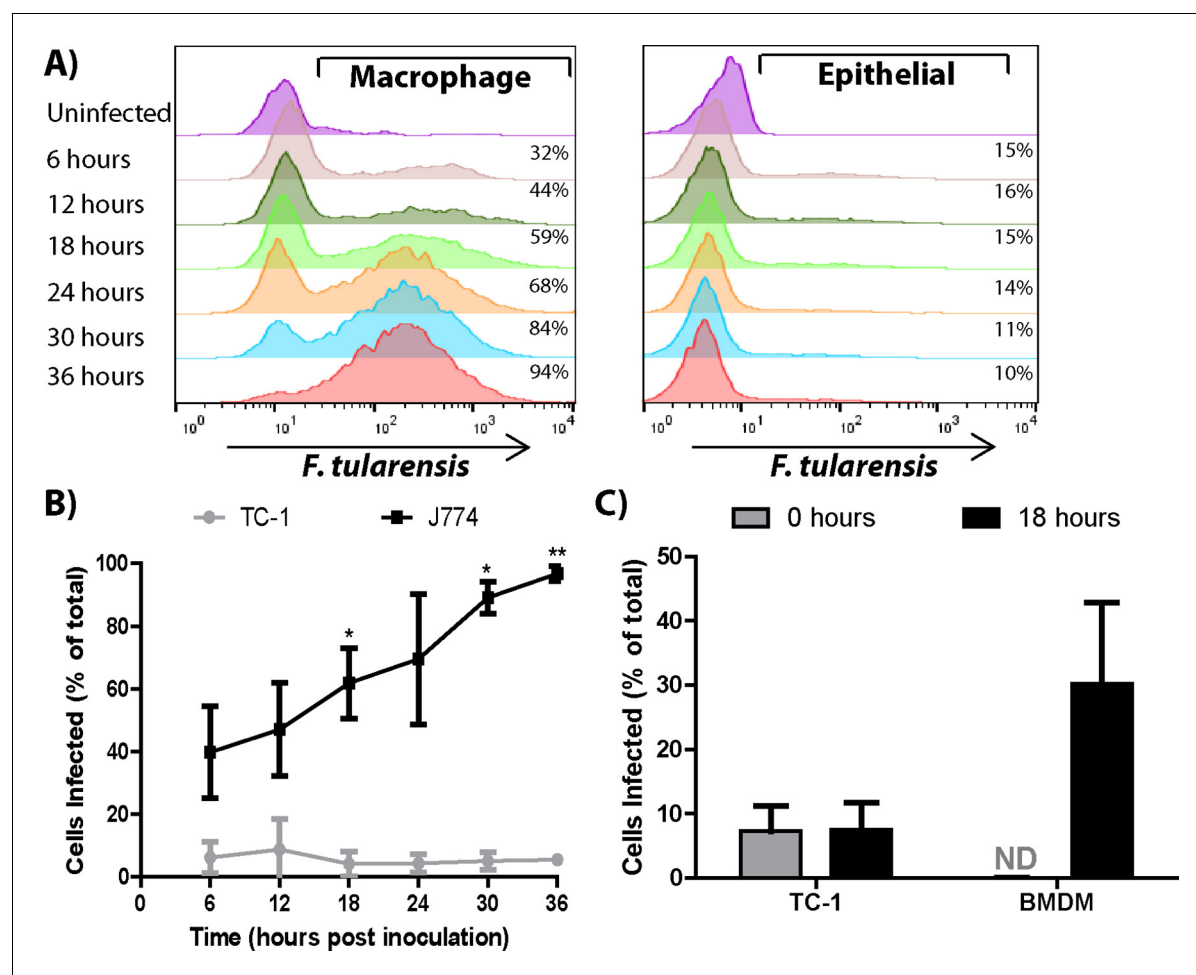 A)
Macrophage
Epithelial
Uninfected
6 hours
32%
15%
12 hours
44%
16%
18 hours
59%
15%
24 hours
68%
14%
30 hours
84%
11%
36 hours
94%
10%
10^0 10^1 10^2 10^3 10^4
10^0 10^1 10^2 10^3 10^4
F. tularensis
F. tularensis
B)
TC-1 J774
Cells Infected (% of total)
100
80
60
40
20
0
* * **
0 6 12 18 24 30 36
Time (hours post inoculation)
C)
0 hours 18 hours
Cells Infected (% of total)
50
40
30
20
10
0
ND
TC-1 BMDM